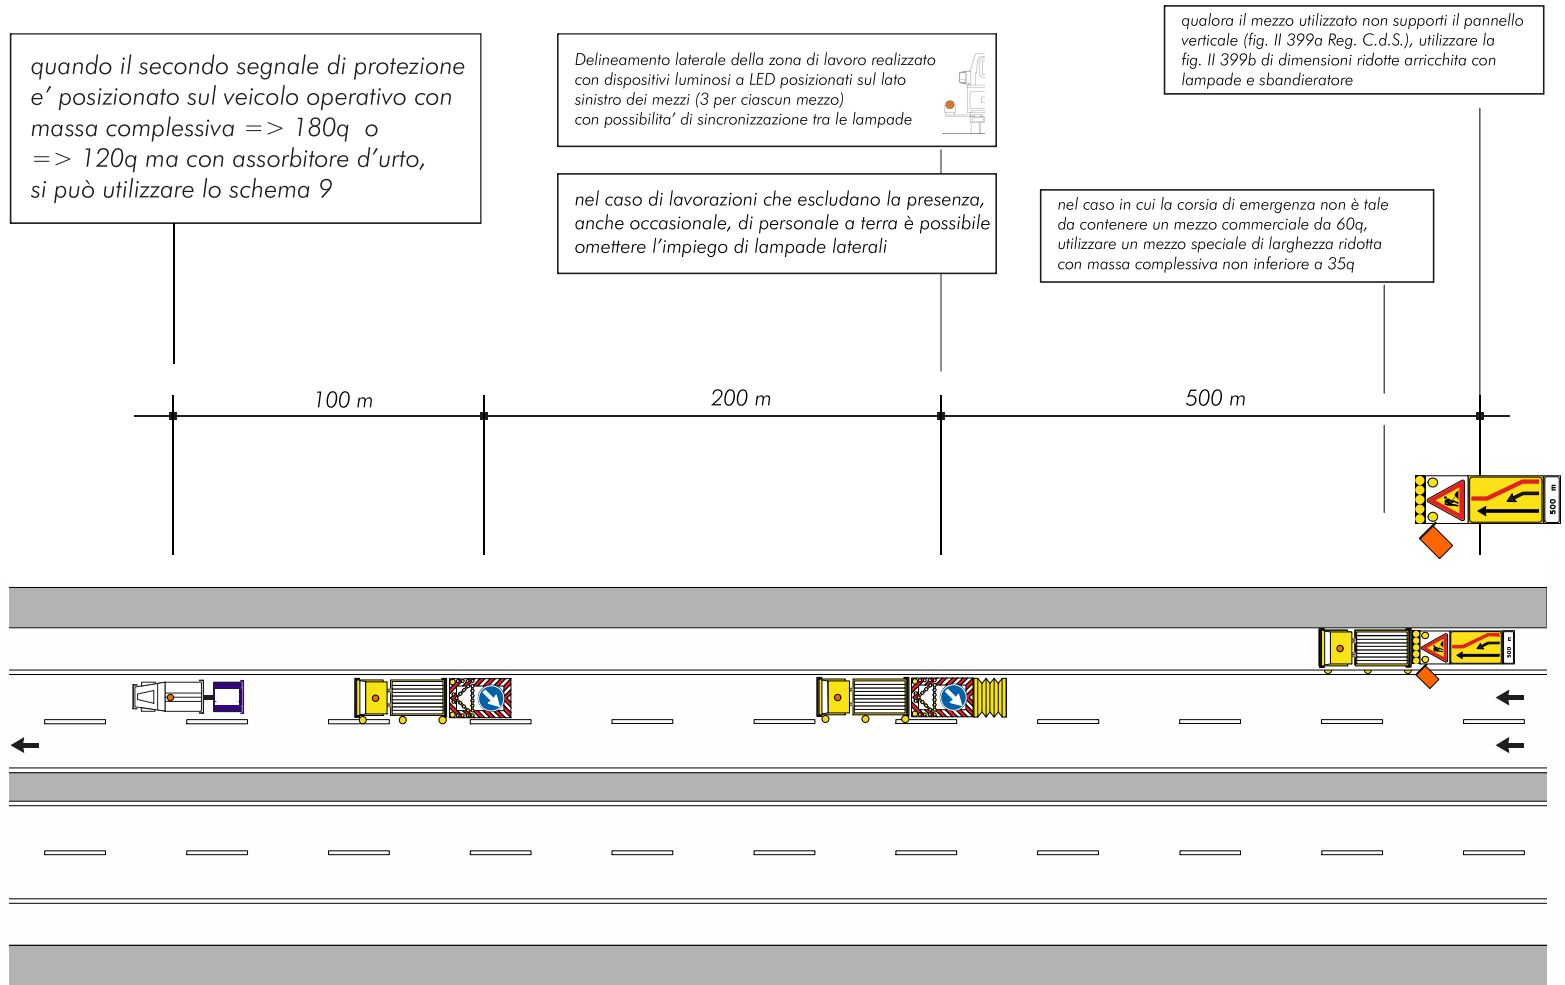 quando il secondo segnale di protezione
e' posizionato sul veicolo operativo con
massa complessiva => 180q o
=> 120q ma con assorbitore d'urto,
si può utilizzare lo schema 9
Delineamento laterale della zona di lavoro realizzato
con dispositivi luminosi a LED posizionati sul lato
sinistro dei mezzi (3 per ciascun mezzo)
con possibilita' di sincronizzazione tra le lampade
nel caso di lavorazioni che escludano la presenza,
anche occasionale, di personale a terra è possibile
omettere l'impiego di lampade laterali
qualora il mezzo utilizzato non supporti il pannello
verticale (fig. II 399a Reg. C.d.S.), utilizzare la
fig. II 399b di dimensioni ridotte arricchita con
lampade e sbandieratore
nel caso in cui la corsia di emergenza non è tale
da contenere un mezzo commerciale da 60q,
utilizzare un mezzo speciale di larghezza ridotta
con massa complessiva non inferiore a 35q
100 m
200 m
500 m
500 m
500 m